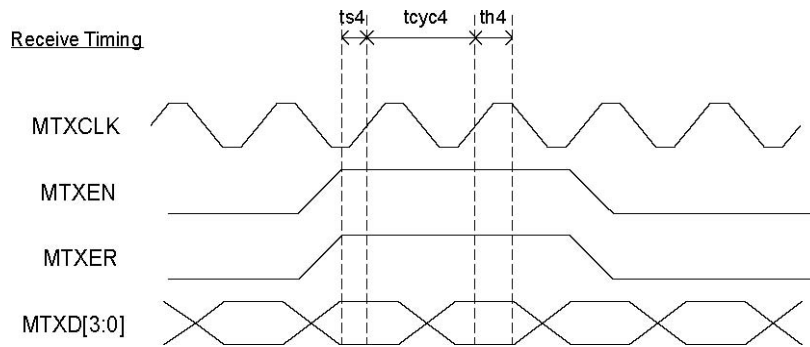 ts4 tcyc4 th4
Receive Timing
MTXCLK
MTXEN
MTXER
MTXD[3:0]